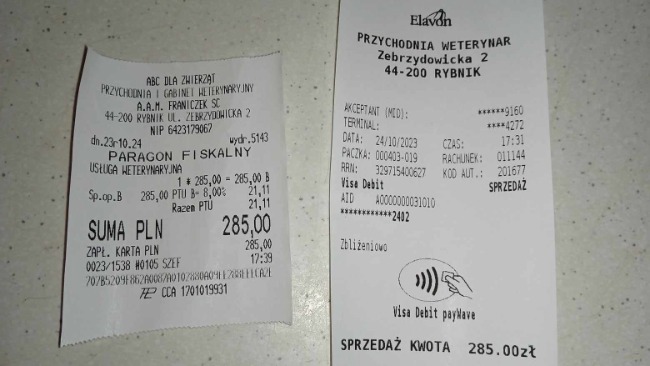 ABC DLA ZWIERZĄT
PRZYCHODNIA I GABINET WETERYNARYJNY
A.A.M. FRANICZEK SC
44-200 RYBNIK UL. ZEBRZYDOWICKA 2
NIP 6423179067
dn.23r10.24 wydr.5143
PARAGON FISKALNY
USŁUGA WETERYNARYJNA
1 * 285,00 = 285,00 B
Sp.op.B 285,00 PTU B= 8,00% 21,11
Razem PTU 21,11
SUMA PLN 285,00
ZAPŁ. KARTA PLN 285,00
0023/1538 #0105 SZEF 17:39
CCA 1701019931
Elavon
PRZYCHODNIA WETERYNAR
Zebrzydowicka 2
44-200 RYBNIK
AKCEPTANT (MID): ******9160
TERMINAL: ****4272
DATA: 24/10/2023 CZAS: 17:31
PACZKA: 000403-019 RACHUNEK: 011144
RRN: 329715400627 KOD AUT.: 201677
Visa Debit SPRZEDAŻ
AID A0000000031010
************2402
Zbliżeniowo
Visa Debit payWave
SPRZEDAŻ KWOTA 285.00zł